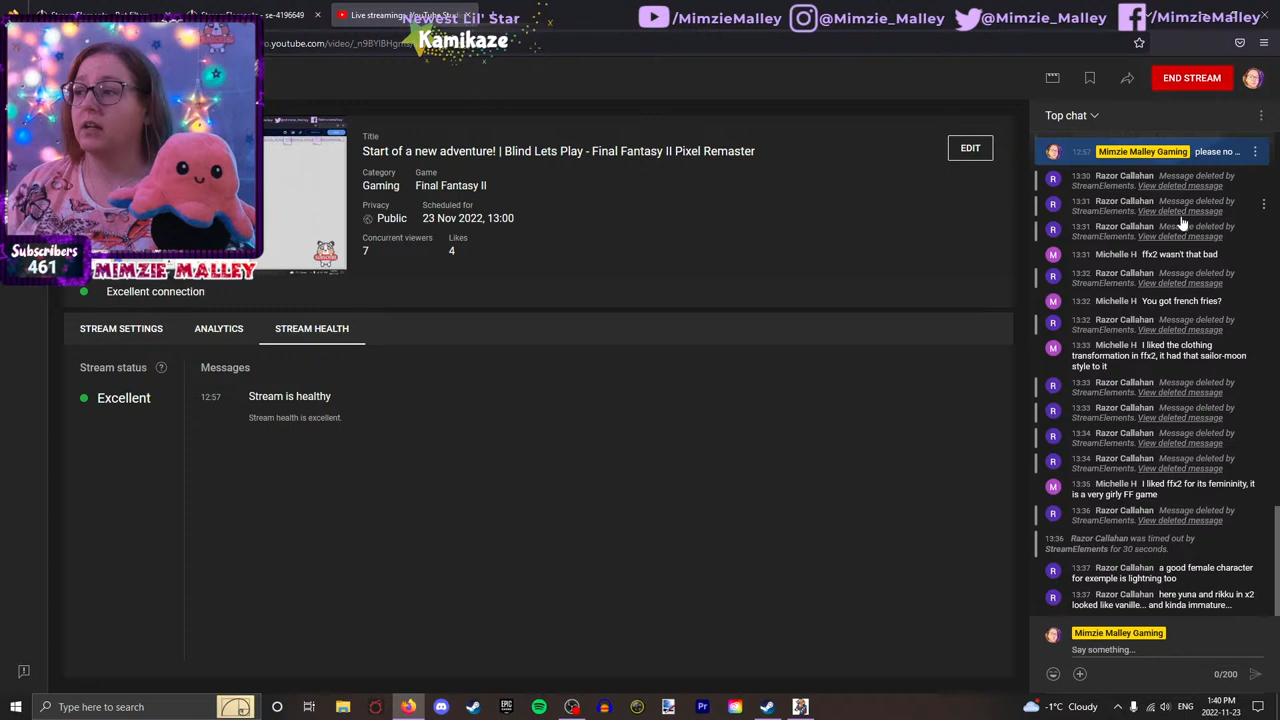 StreamElements - se-4196649
Live streaming - YouTube Stu
Lil' Star
Kamikaze
/MimzieMalley
@Mimzie_Malley
@Mimzie_Malley
/MimzieMalley
END STREAM
Subscribers
461
MIMZIE MALLEY
Title
Start of a new adventure! | Blind Lets Play - Final Fantasy II Pixel Remaster
EDIT
Category
Game
Gaming
Final Fantasy II
Privacy
Scheduled for
Public
23 Nov 2022, 13:00
Concurrent viewers
Likes
7
4
Excellent connection
STREAM SETTINGS
ANALYTICS
STREAM HEALTH
Stream status
Messages
Excellent
12:57
Stream is healthy
Stream health is excellent.
Top chat
12:57 Mimzie Malley Gaming please no ...
13:30 Razor Callahan Message deleted by
StreamElements. View deleted message
13:31 Razor Callahan Message deleted by
StreamElements. View deleted message
13:31 Razor Callahan Message deleted by
StreamElements. View deleted message
13:31 Michelle H ffx2 wasn't that bad
13:32 Razor Callahan Message deleted by
StreamElements. View deleted message
13:32 Michelle H You got french fries?
13:32 Razor Callahan Message deleted by
StreamElements. View deleted message
13:33 Michelle H I liked the clothing
transformation in ffx2, it had that sailor-moon
style to it
13:33 Razor Callahan Message deleted by
StreamElements. View deleted message
13:33 Razor Callahan Message deleted by
StreamElements. View deleted message
13:34 Razor Callahan Message deleted by
StreamElements. View deleted message
13:34 Razor Callahan Message deleted by
StreamElements. View deleted message
13:35 Michelle H I liked ffx2 for its femininity, it
is a very girly FF game
13:36 Razor Callahan Message deleted by
StreamElements. View deleted message
13:36 Razor Callahan was timed out by
StreamElements for 30 seconds.
13:37 Razor Callahan a good female character
for exemple is lightning too
13:37 Razor Callahan here yuna and rikku in x2
looked like vanille... and kinda immature...
Mimzie Malley Gaming
Say something...
0/200
Type here to search
-1°C Cloudy
ENG
1:40 PM
2022-11-23